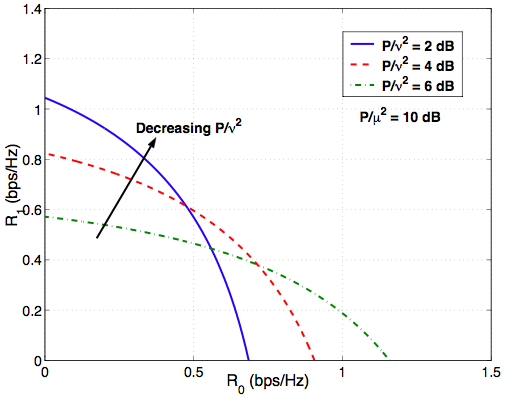 1.4
1.2
1
0.8
0.6
0.4
0.2
0
0
0.5
1
1.5
R₁ (bps/Hz)
R₀ (bps/Hz)
P/ν² = 2 dB
P/ν² = 4 dB
P/ν² = 6 dB
P/μ² = 10 dB
Decreasing P/ν²